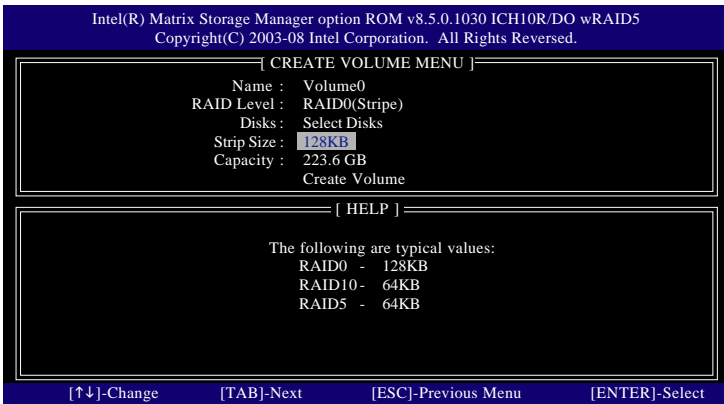 Intel(R) Matrix Storage Manager option ROM v8.5.0.1030 ICH10R/DO wRAID5
Copyright(C) 2003-08 Intel Corporation. All Rights Reversed.
[ CREATE VOLUME MENU ]
Name : Volume0
RAID Level : RAID0(Stripe)
Disks : Select Disks
Strip Size : 128KB
Capacity : 223.6 GB
Create Volume
[ HELP ]
The following are typical values:
RAID0 - 128KB
RAID10 - 64KB
RAID5 - 64KB
[↑↓]-Change [TAB]-Next [ESC]-Previous Menu [ENTER]-Select